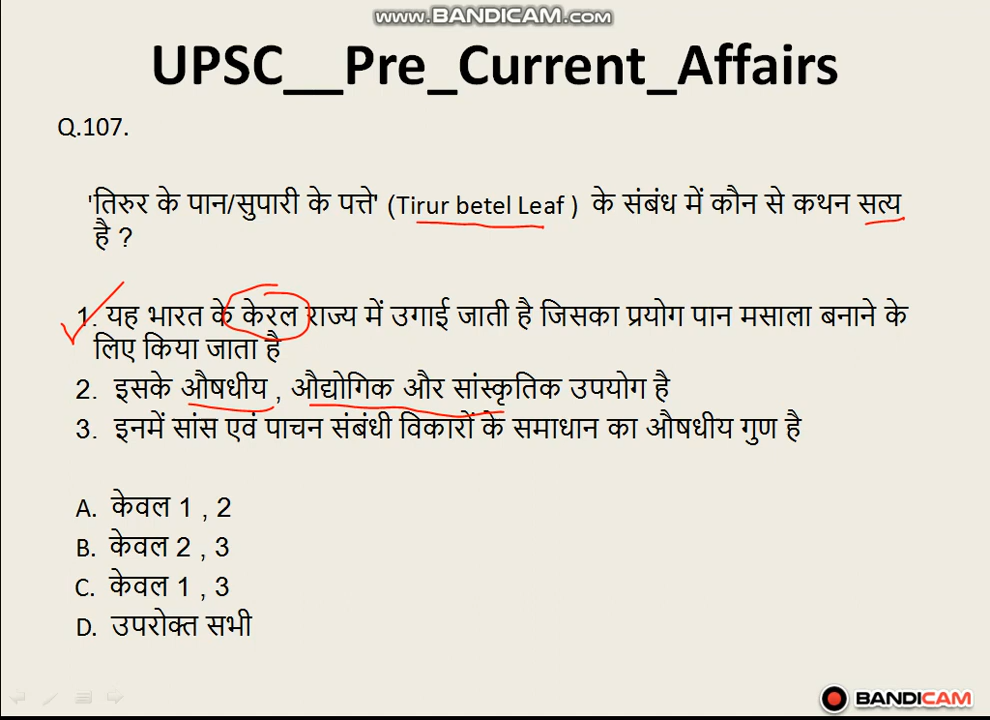 www.BANDICAM.com
UPSC__Pre_Current_Affairs
Q.107.
'तिरुर के पान/सुपारी के पत्ते' (Tirur betel Leaf ) के संबंध में कौन से कथन सत्य
है ?
1. यह भारत के केरल राज्य में उगाई जाती है जिसका प्रयोग पान मसाला बनाने के
लिए किया जाता है
2. इसके औषधीय , औद्योगिक और सांस्कृतिक उपयोग है
3. इनमें सांस एवं पाचन संबंधी विकारों के समाधान का औषधीय गुण है
A. केवल 1 , 2
B. केवल 2 , 3
C. केवल 1 , 3
D. उपरोक्त सभी
BANDICAM